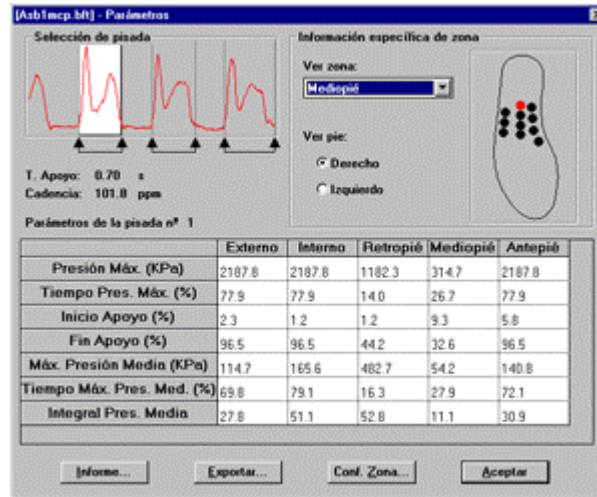 [Asb1mcp.bft] - Parámetros
Selección de pisada
Información específica de zona
Ver zona:
Mediopié
Ver pie:
Derecho
Izquierdo
T. Apoyo: 0.70 s
Cadencia: 101.8 ppm
Parámetros de la pisada nº 1
Externo Interno Retropié Mediopié Antepié
Presión Máx. (KPa) 2187.8 2187.8 1182.3 314.7 2187.8
Tiempo Pres. Máx. (%) 77.9 77.9 14.0 26.7 77.9
Inicio Apoyo (%) 2.3 1.2 1.2 9.3 5.8
Fin Apoyo (%) 96.5 96.5 44.2 32.6 96.5
Máx. Presión Media (KPa) 114.7 165.6 482.7 54.2 140.8
Tiempo Máx. Pres. Med. (%) 69.8 79.1 16.3 27.9 72.1
Integral Pres. Media 27.8 51.1 52.8 11.1 30.9
Informe... Exportar... Conf. Zona... Aceptar